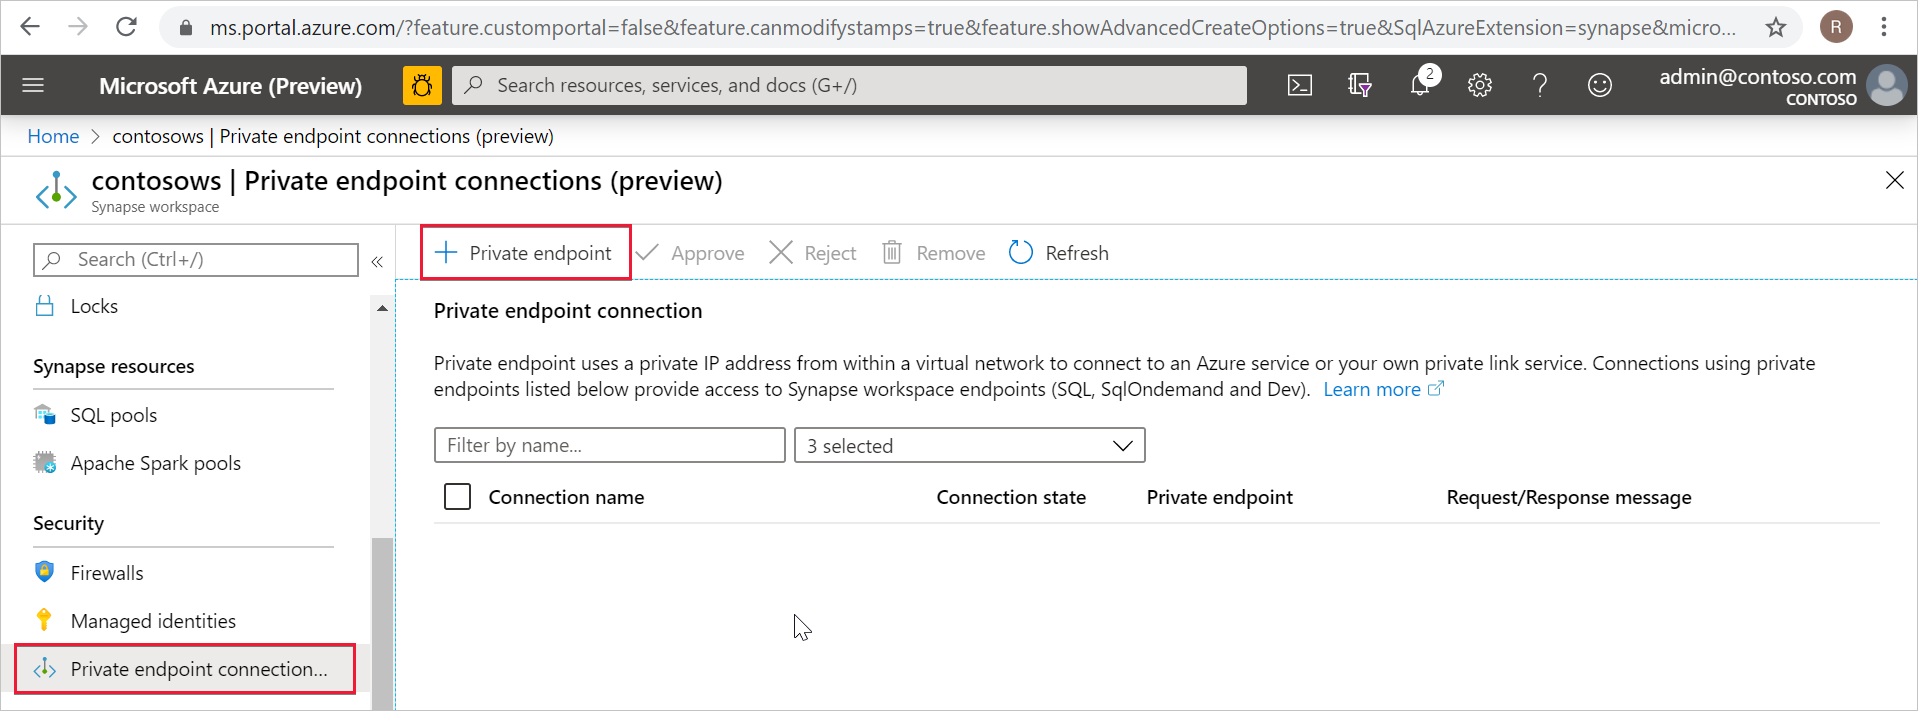 ms.portal.azure.com/?feature.customportal=false&feature.canmodifystamps=true&feature.showAdvancedCreateOptions=true&SqlAzureExtension=synapse&micro...
R
Microsoft Azure (Preview)
Search resources, services, and docs (G+/)
2
admin@contoso.com
CONTOSO
Home > contosows | Private endpoint connections (preview)
contosows | Private endpoint connections (preview)
Synapse workspace
Search (Ctrl+/)
«
Locks
Synapse resources
SQL pools
Apache Spark pools
Security
Firewalls
Managed identities
Private endpoint connection...
Private endpoint Approve Reject Remove Refresh
Private endpoint connection
Private endpoint uses a private IP address from within a virtual network to connect to an Azure service or your own private link service. Connections using private
endpoints listed below provide access to Synapse workspace endpoints (SQL, SqlOndemand and Dev). Learn more
Filter by name... 3 selected
Connection name Connection state Private endpoint Request/Response message